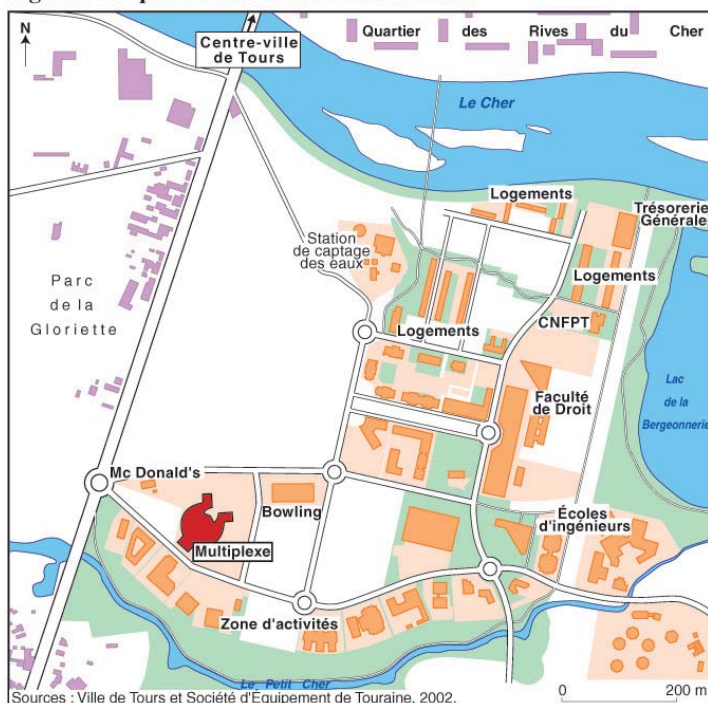 N
Centre-ville
de Tours
Quartier des Rives du Cher
Le Cher
Logements
Trésorerie
Générale
Station
de captage
des eaux
Logements
Parc
de la
Gloriette
Logements
CNFPT
Lac
de la
Bergeonnerie
Faculté
de Droit
Mc Donald's
Bowling
Écoles
d'ingénieurs
Multiplexe
Zone d'activités
Le Petit Cher
Sources : Ville de Tours et Société d'Équipement de Touraine, 2002.
0 200 m